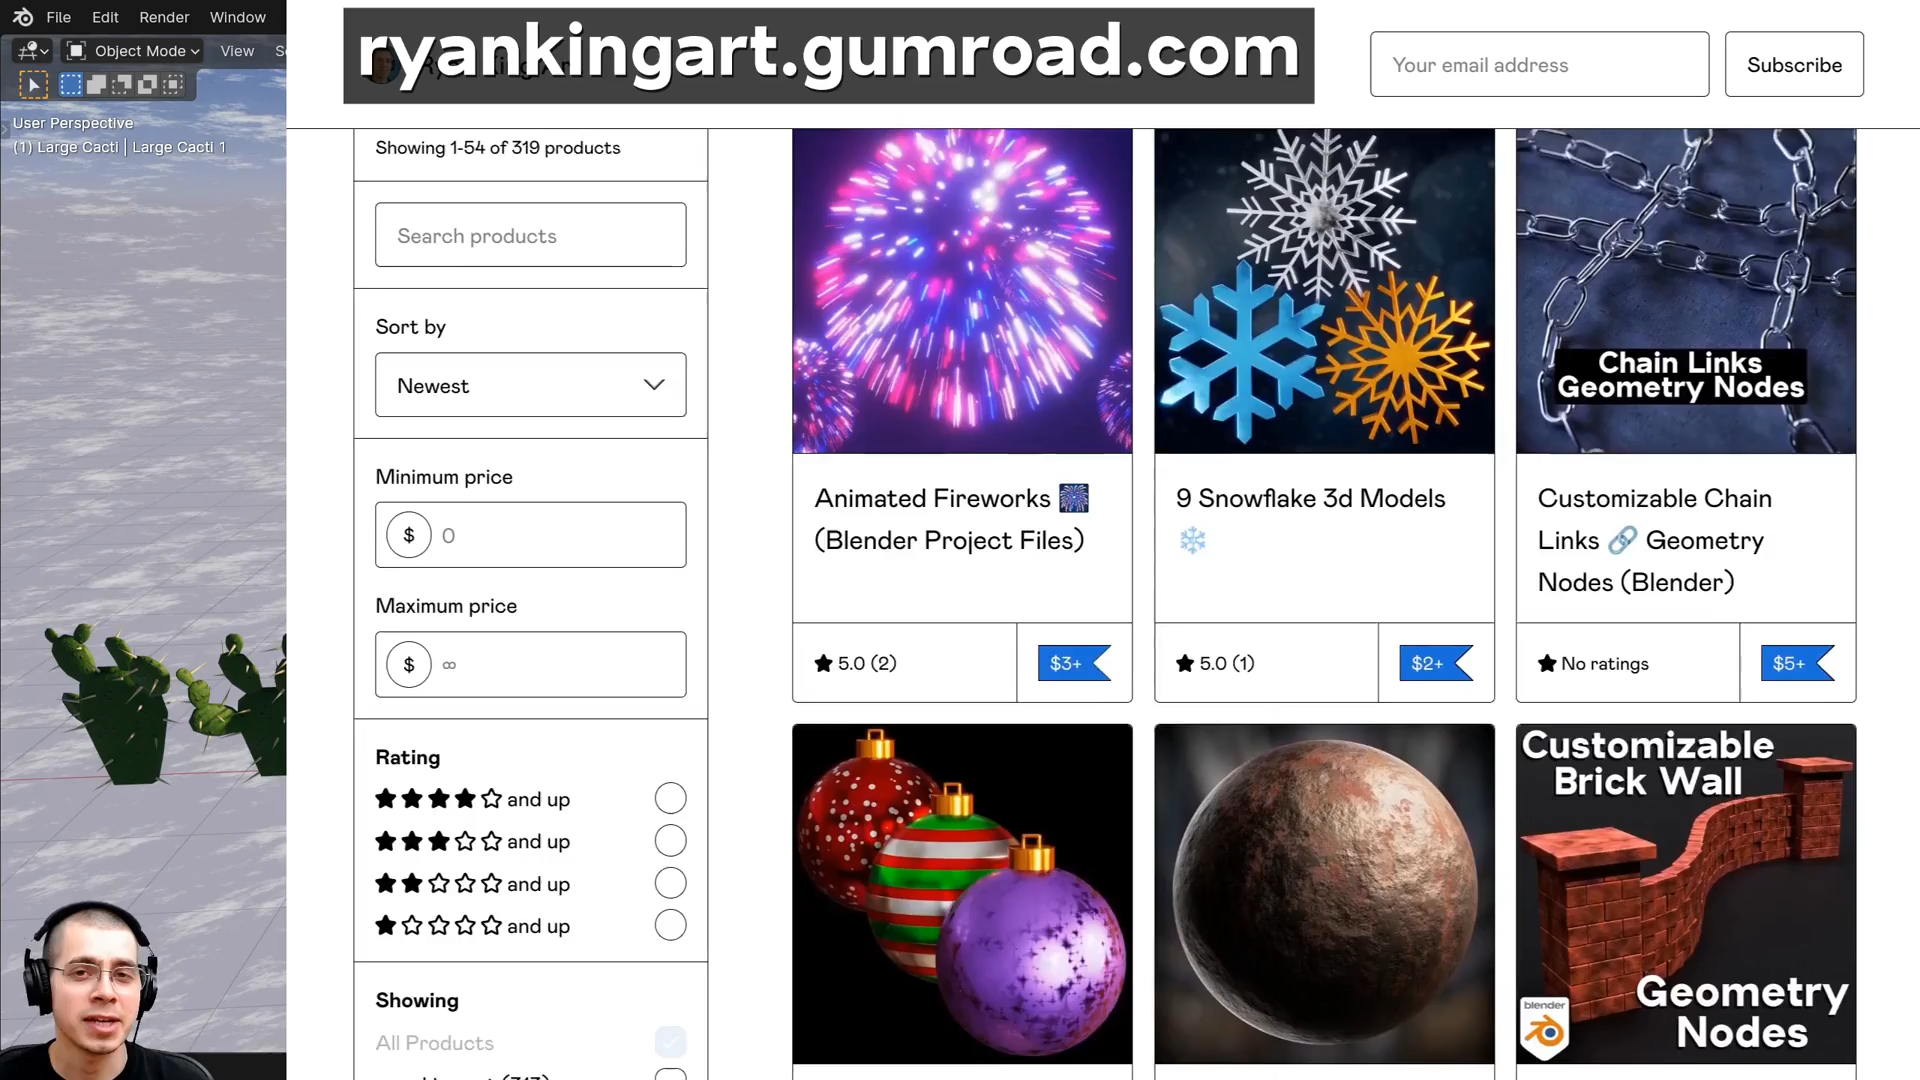 File Edit Render Window
ryankingart.gumroad.com
Your email address
Subscribe
Object Mode View
User Perspective
(1) Large Cacti | Large Cacti 1
Showing 1-54 of 319 products
Search products
Sort by
Newest
Minimum price
$ 0
Maximum price
$ ∞
Rating
and up
and up
and up
and up
Showing
All Products
Chain Links
Geometry Nodes
Animated Fireworks
(Blender Project Files)
5.0 (2)
$3+
9 Snowflake 3d Models
5.0 (1)
$2+
Customizable Chain
Links 🔗 Geometry
Nodes (Blender)
No ratings
$5+
Customizable
Brick Wall
blender
Geometry
Nodes